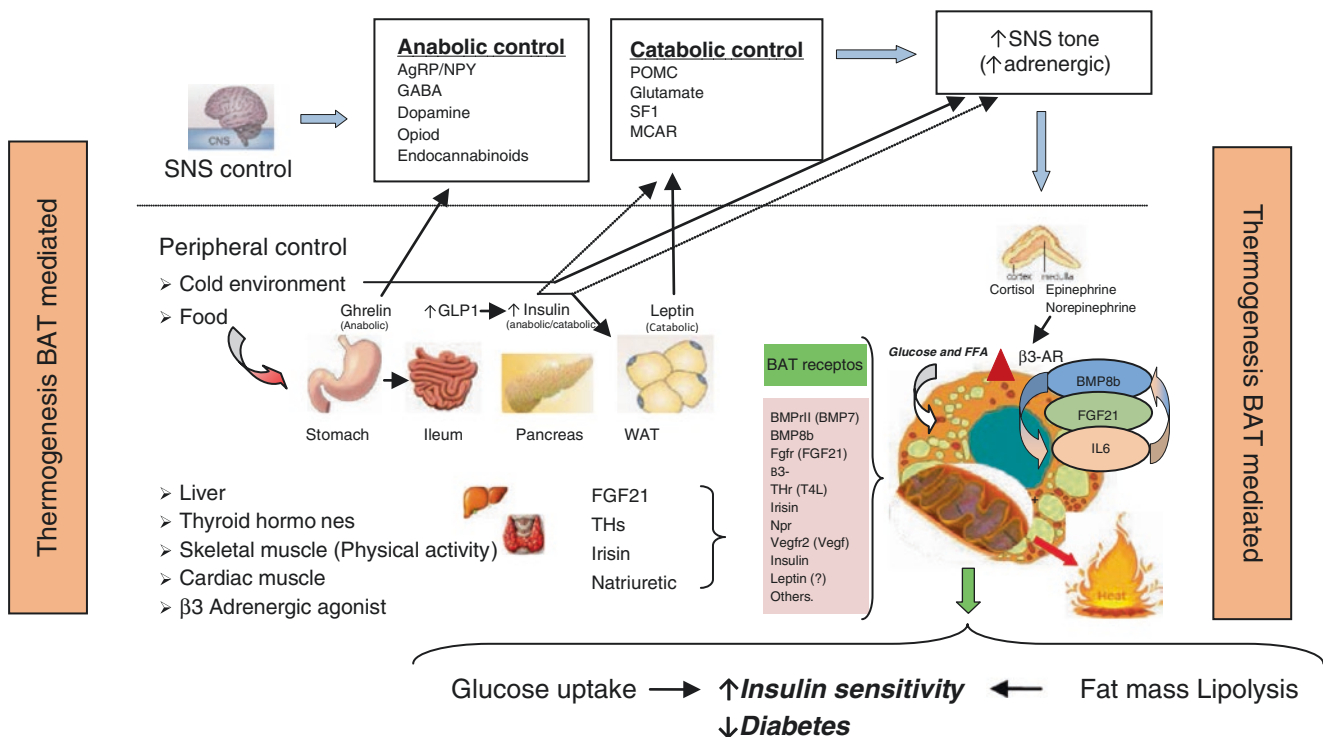 Thermogenesis BAT mediated
CNS
SNS control
Anabolic control
AgRP/NPY
GABA
Dopamine
Opiod
Endocannabinoids
Catabolic control
POMC
Glutamate
SF1
MCAR
↑SNS tone
(↑adrenergic)
Peripheral control
➢ Cold environment
➢ Food
Ghrelin
(Anabolic)
↑GLP1
↑ Insulin
(anabolic/catabolic)
Leptin
(Catabolic)
Stomach
Ileum
Pancreas
WAT
cortex medulla
Cortisol
Epinephrine
Norepinephrine
β3-AR
Glucose and FFA
BMP8b
FGF21
IL6
Heat
BAT receptos
BMPrII (BMP7)
BMP8b
Fgfr (FGF21)
в3-
THr (T4L)
Irisin
Npr
Vegfr2 (Vegf)
Insulin
Leptin (?)
Others.
➢ Liver
➢ Thyroid hormo nes
➢ Skeletal muscle (Physical activity)
➢ Cardiac muscle
➢ β3 Adrenergic agonist
FGF21
THs
Irisin
Natriuretic
Thermogenesis BAT mediated
Glucose uptake
↑Insulin sensitivity
↓Diabetes
Fat mass Lipolysis